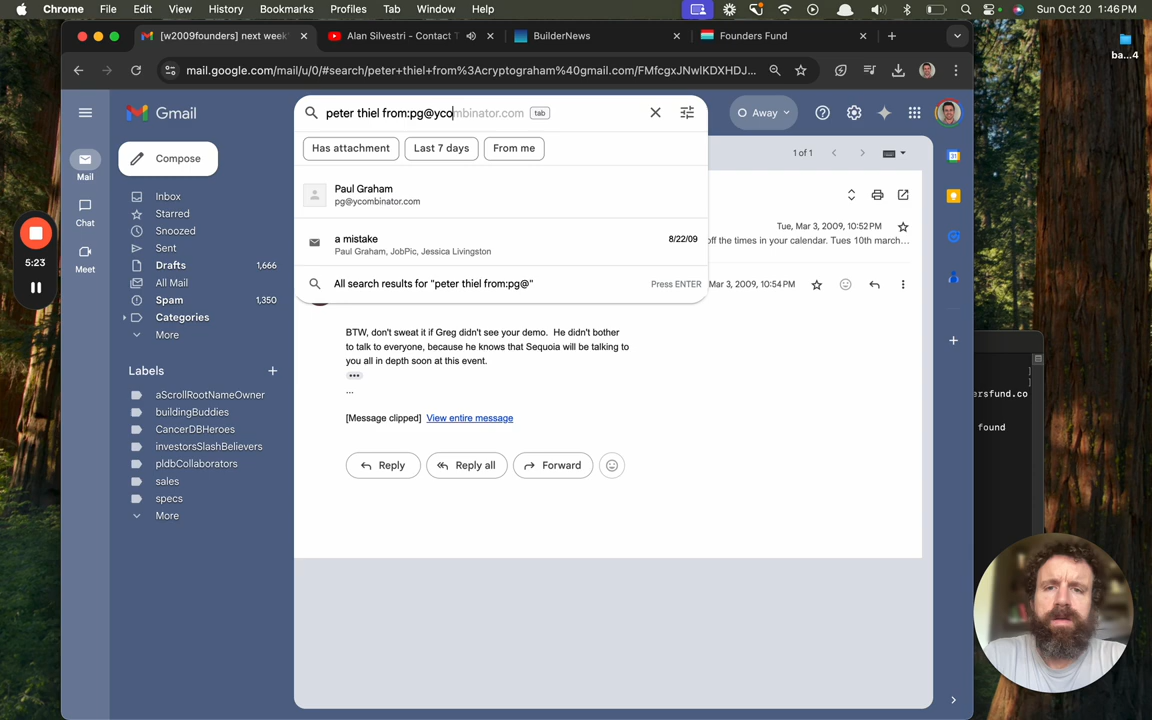 Chrome File Edit View History Bookmarks Profiles Tab Window Help Sun Oct 20 1:46 PM
[w2009founders] next week Alan Silvestri - Contact T BuilderNews Founders Fund
mail.google.com/mail/u/0/#search/peter+thiel+from%3Acryptograham%40gmail.com/FMfcgxJNwlKDXHDJ...
ba...4
Gmail
peter thiel from:pg@ycombinator.com tab
Away
Has attachment Last 7 days From me
1 of 1
Compose
Mail
Paul Graham
pg@ycombinator.com
Inbox
Starred
Chat
Snoozed
Tue, Mar 3, 2009, 10:52 PM
a mistake 8/22/09
off the times in your calendar. Tues 10th march...
Sent
Paul Graham, JobPic, Jessica Livingston
5:23
Meet
Drafts 1,666
All Mail
All search results for "peter thiel from:pg@" Press ENTER
Mar 3, 2009, 10:54 PM
Spam 1,350
Categories
More
BTW, don't sweat it if Greg didn't see your demo. He didn't bother
to talk to everyone, because he knows that Sequoia will be talking to
you all in depth soon at this event.
Labels
...
aScrollRootNameOwner
buildingBuddies
[Message clipped] View entire message
CancerDBHeroes
investorsSlashBelievers
pldbCollaborators
Reply Reply all Forward
sales
specs
More
]
]
ersfund.co
found